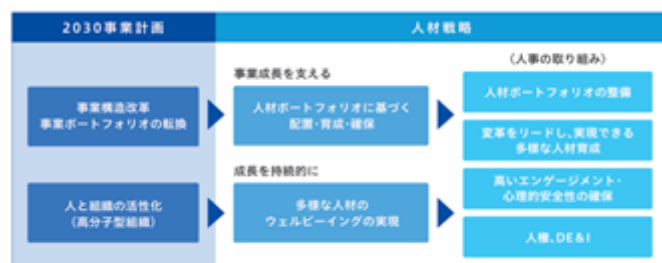 2030事業計画
人材戦略
事業構造改革
事業ポートフォリオの転換
事業成長を支える
人材ポートフォリオに基づく
配置・育成・確保
(人事の取り組み)
人材ポートフォリオの整備
変革をリードし、実現できる
多様な人材育成
人と組織の活性化
(高分子型組織)
成長を持続的に
多様な人材の
ウェルビーイングの実現
高いエンゲージメント・
心理的安全性の確保
人権、DE&I